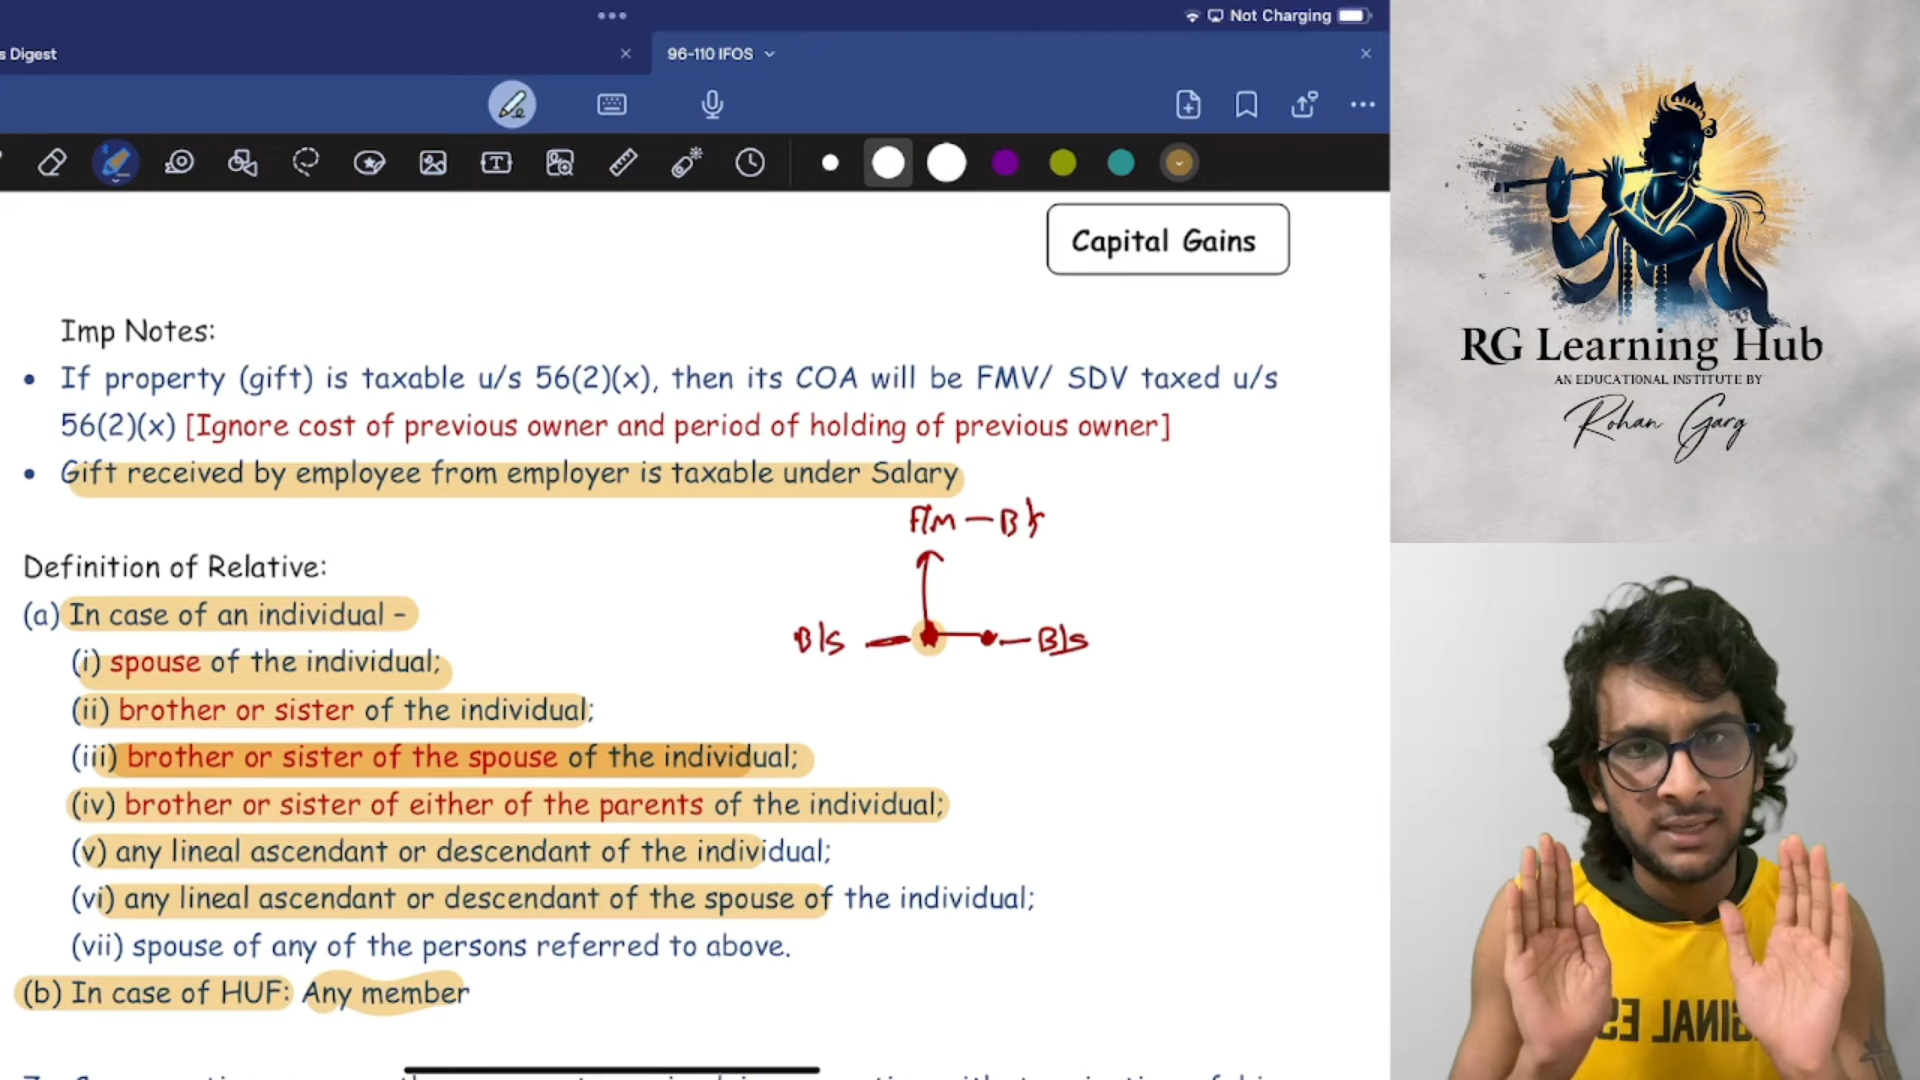 Not Charging
s Digest
96-110 IFOS
Capital Gains
Imp Notes:
• If property (gift) is taxable u/s 56(2)(x), then its COA will be FMV/ SDV taxed u/s
56(2)(x) [Ignore cost of previous owner and period of holding of previous owner]
• Gift received by employee from employer is taxable under Salary
F/M — B/s
Definition of Relative:
(a) In case of an individual –
B/s — — B/s
(i) spouse of the individual;
(ii) brother or sister of the individual;
(iii) brother or sister of the spouse of the individual;
(iv) brother or sister of either of the parents of the individual;
(v) any lineal ascendant or descendant of the individual;
(vi) any lineal ascendant or descendant of the spouse of the individual;
(vii) spouse of any of the persons referred to above.
(b) In case of HUF: Any member
RG Learning Hub
AN EDUCATIONAL INSTITUTE BY
Rohan Garg